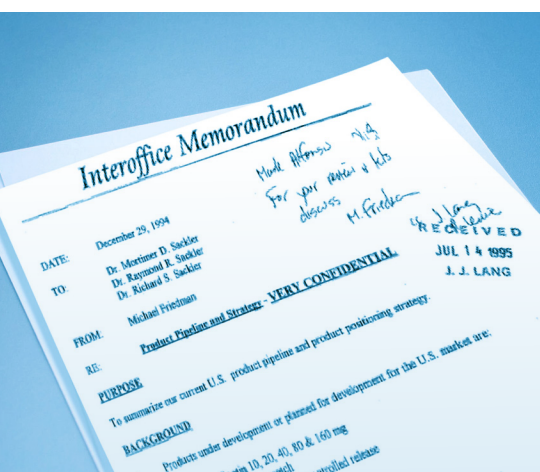 Interoffice Memorandum
Mark Alfonso
For your review & lets
discuss M. Friedman
RECEIVED
JUL 14 1995
J. J. LANG
DATE: December 29, 1994
TO: Dr. Mortimer D. Sackler
Dr. Raymond R. Sackler
Dr. Richard S. Sackler
FROM: Michael Friedman
RE: Product Pipeline and Strategy - VERY CONFIDENTIAL
PURPOSE
To summarize our current U.S. product pipeline and product positioning strategy.
BACKGROUND
Products under development or planned for development for the U.S. market are:
10, 20, 40, 80 & 160 mg
controlled release